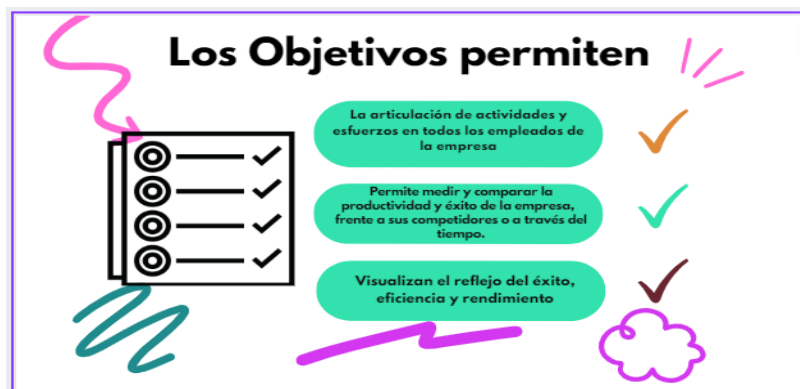 Los Objetivos permiten
La articulación de actividades y
esfuerzos en todos los empleados de
la empresa
Permite medir y comparar la
productividad y éxito de la empresa,
frente a sus competidores o a través del
tiempo.
Visualizan el reflejo del éxito,
eficiencia y rendimiento